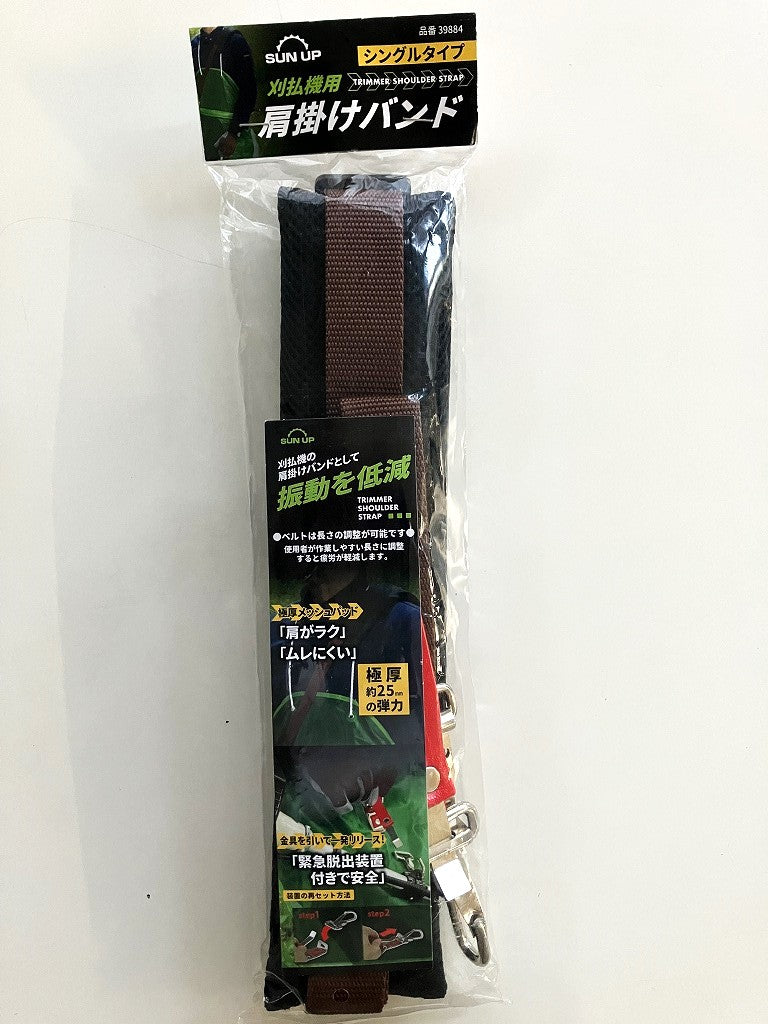 品番 39884
SUN UP
シングルタイプ
刈払機用
TRIMMER SHOULDER STRAP
肩掛けバンド
SUN UP
刈払機の
肩掛けバンドとして
振動を低減
TRIMMER
SHOULDER
STRAP
●ベルトは長さの調整が可能です●
使用者が作業しやすい長さに調整
すると疲労が軽減します。
極厚メッシュパッド
「肩がラク」
「ムレにくい」
極厚
約25mm
の弾力
金具を引いて一発リリース!
「緊急脱出装置
付きで安全」
装置の再セット方法
step1
step2